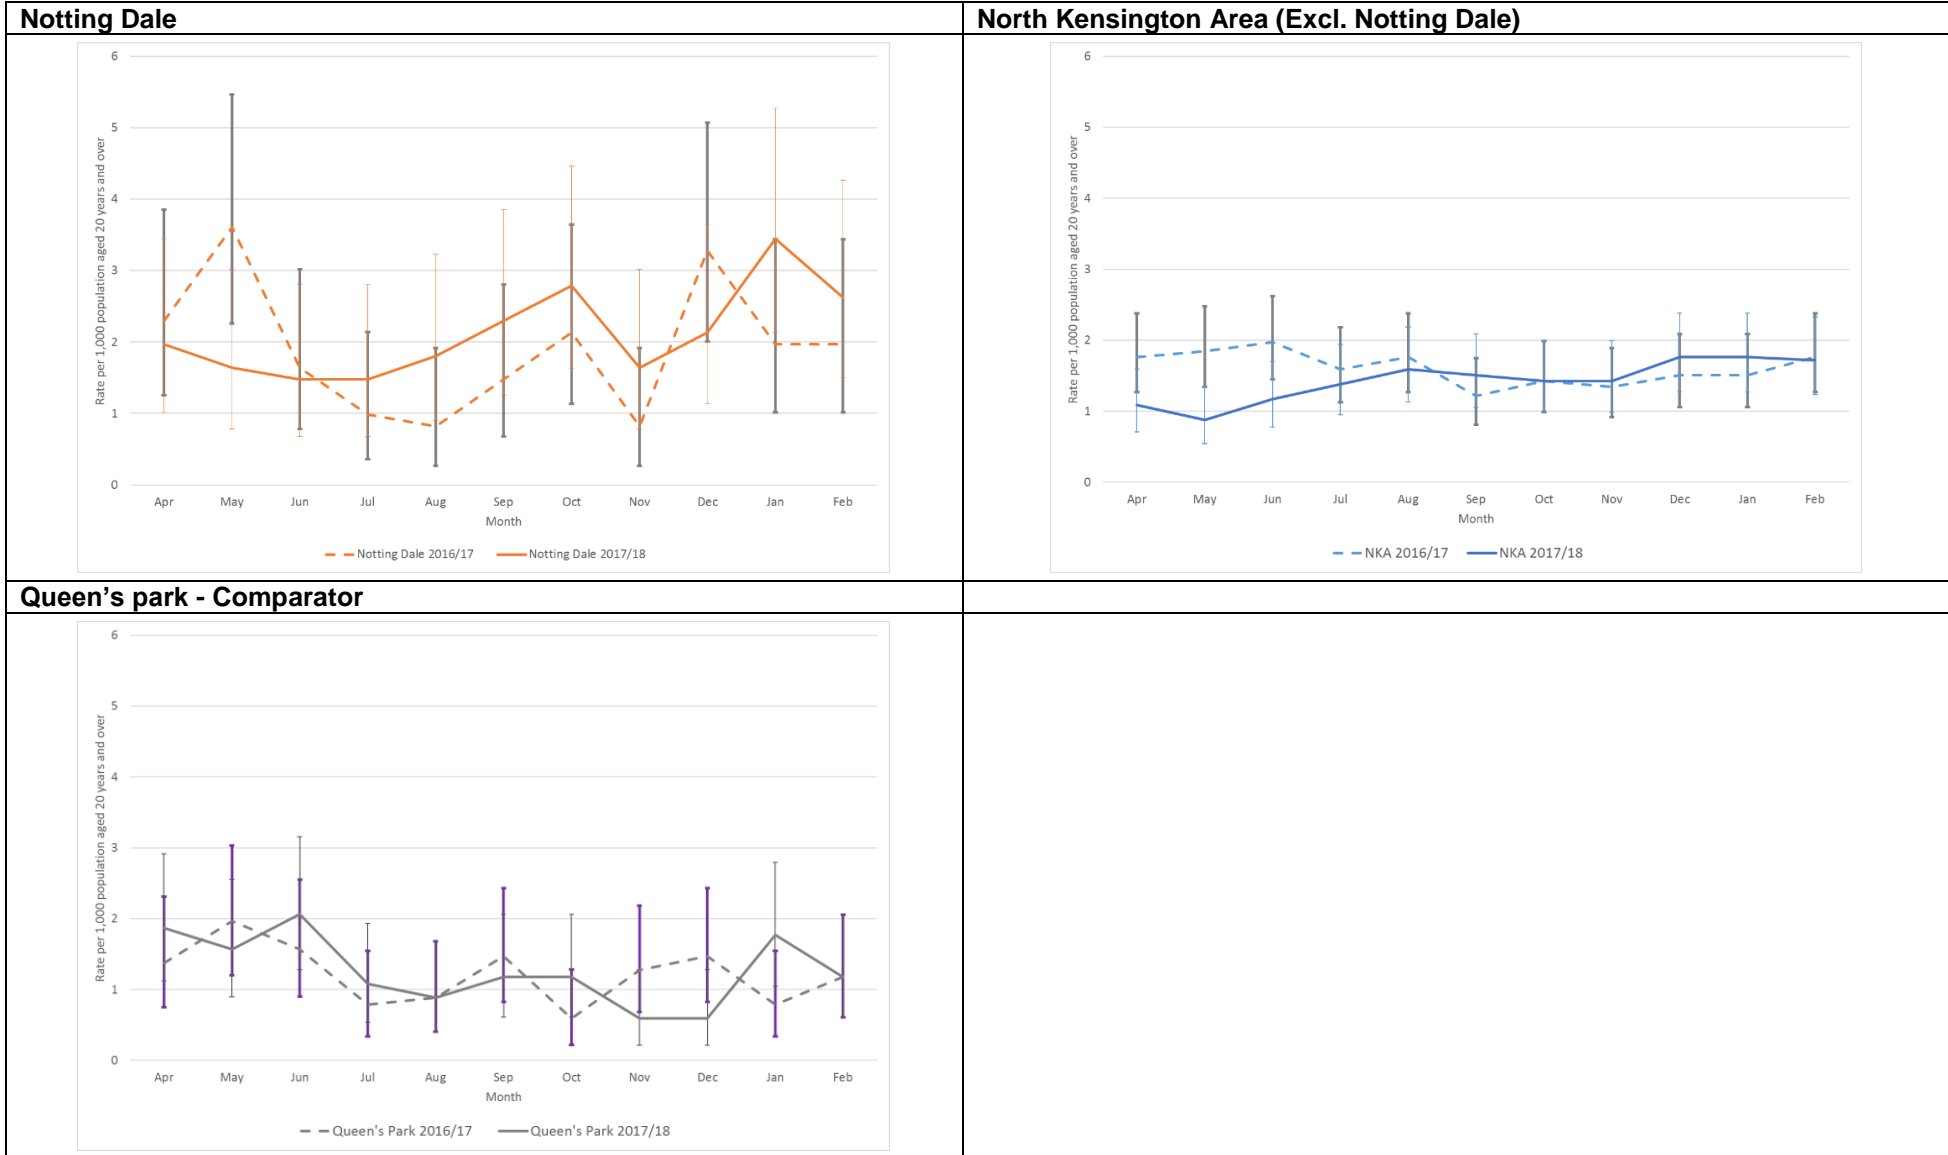 Notting Dale
North Kensington Area (Excl. Notting Dale)
Rate per 1,000 population aged 20 years and over
6
5
4
3
2
1
0
Apr May Jun Jul Aug Sep Oct Nov Dec Jan Feb
Month
Notting Dale 2016/17 Notting Dale 2017/18
Rate per 1,000 population aged 20 years and over
6
5
4
3
2
1
0
Apr May Jun Jul Aug Sep Oct Nov Dec Jan Feb
Month
NKA 2016/17 NKA 2017/18
Queen’s park - Comparator
Rate per 1,000 population aged 20 years and over
6
5
4
3
2
1
0
Apr May Jun Jul Aug Sep Oct Nov Dec Jan Feb
Month
Queen's Park 2016/17 Queen's Park 2017/18